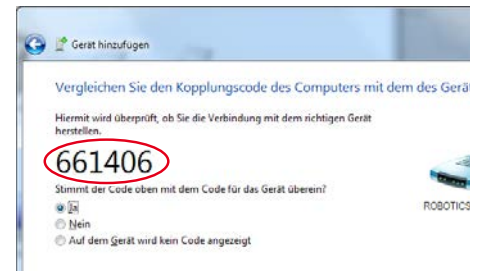 Gerät hinzufügen
Vergleichen Sie den Kopplungscode des Computers mit dem des Gerä
Hiermit wird überprüft, ob Sie die Verbindung mit dem richtigen Gerät
herstellen.
661406
Stimmt der Code oben mit dem Code für das Gerät überein?
Ja
Nein
Auf dem Gerät wird kein Code angezeigt
ROBOTICS